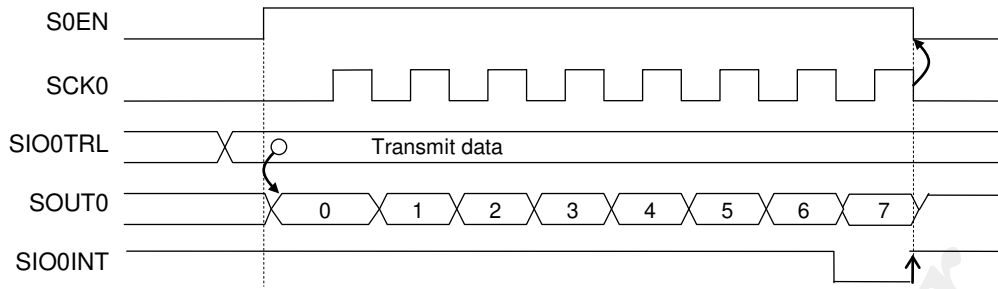 S0EN
SCK0
SIO0TRL Transmit data
SOUT0 0 1 2 3 4 5 6 7
SIO0INT